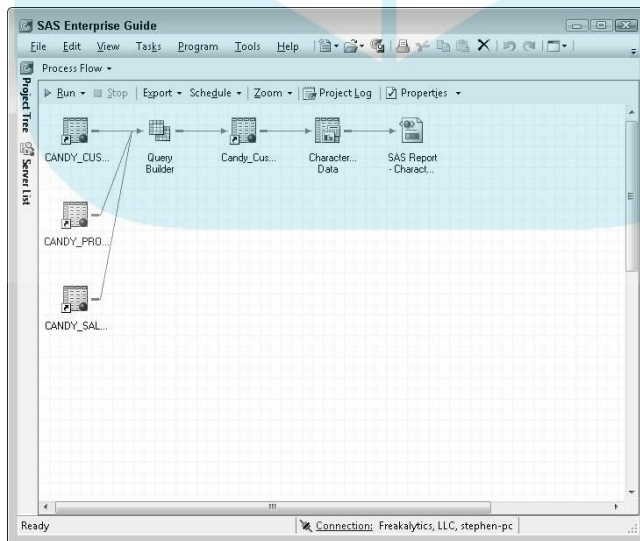 SAS Enterprise Guide
File Edit View Tasks Program Tools Help
Process Flow
Run Stop Export Schedule Zoom Project Log Properties
Project Tree
Server List
CANDY_CUS...
Query Builder
Candy_Cus...
Character... Data
SAS Report - Charact...
CANDY_PRO...
CANDY_SAL...
Ready
Connection: Freakalytics, LLC, stephen-pc